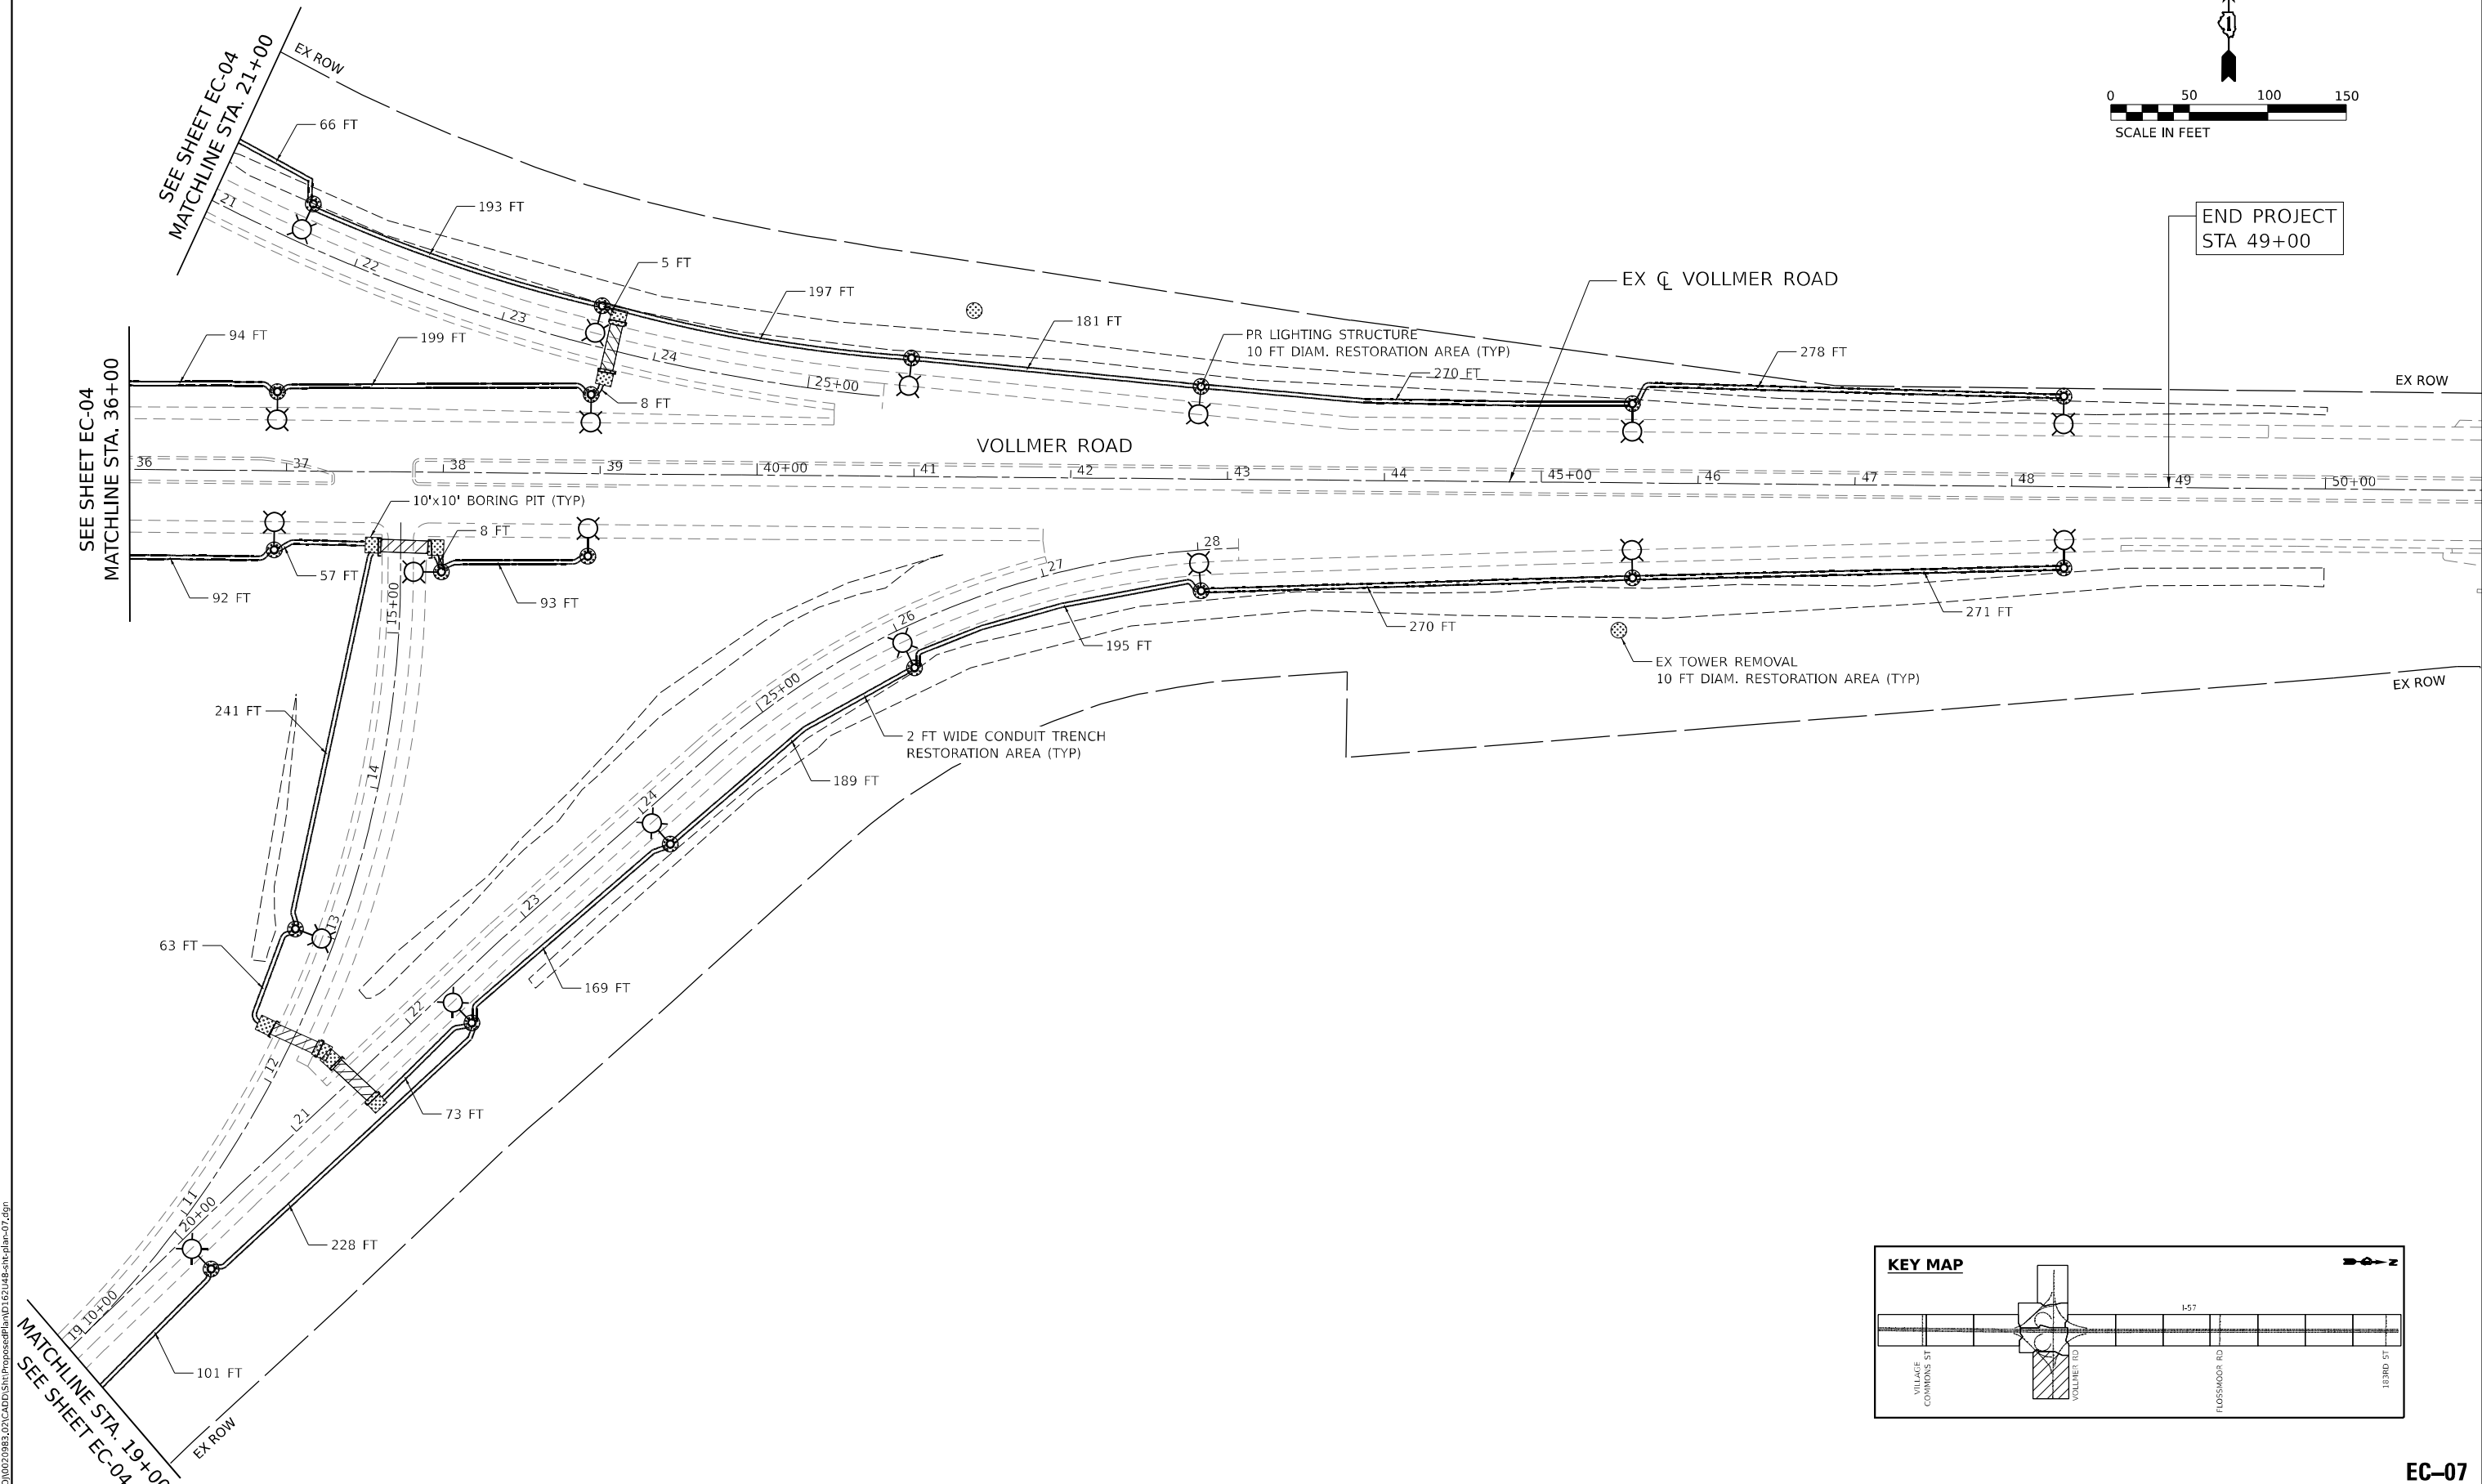 SEE SHEET EC-04
MATCHLINE STA. 21+00
EX ROW
66 FT
193 FT
5 FT
197 FT
181 FT
PR LIGHTING STRUCTURE
10 FT DIAM. RESTORATION AREA (TYP)
270 FT
EX ℄ VOLLMER ROAD
278 FT
END PROJECT
STA 49+00
0 50 100 150
SCALE IN FEET
EX ROW
21
22
23
24
25+00
SEE SHEET EC-04
MATCHLINE STA. 36+00
94 FT
199 FT
8 FT
VOLLMER ROAD
36 37 38 39 40+00 41 42 43 44 45+00 46 47 48 49 50+00
10'x10' BORING PIT (TYP)
8 FT
57 FT
92 FT
93 FT
15+00
14
13
12
11
10+00
28
27
26
25+00
24
23
22
21
20+00
19
195 FT
270 FT
271 FT
EX TOWER REMOVAL
10 FT DIAM. RESTORATION AREA (TYP)
EX ROW
241 FT
2 FT WIDE CONDUIT TRENCH
RESTORATION AREA (TYP)
189 FT
63 FT
169 FT
73 FT
228 FT
101 FT
MATCHLINE STA. 19+00
SEE SHEET EC-04
EX ROW
KEY MAP
N
I-57
VILLAGE
COMMONS ST
VOLLMER RD
FLOSSMOOR RD
183RD ST
EC-07